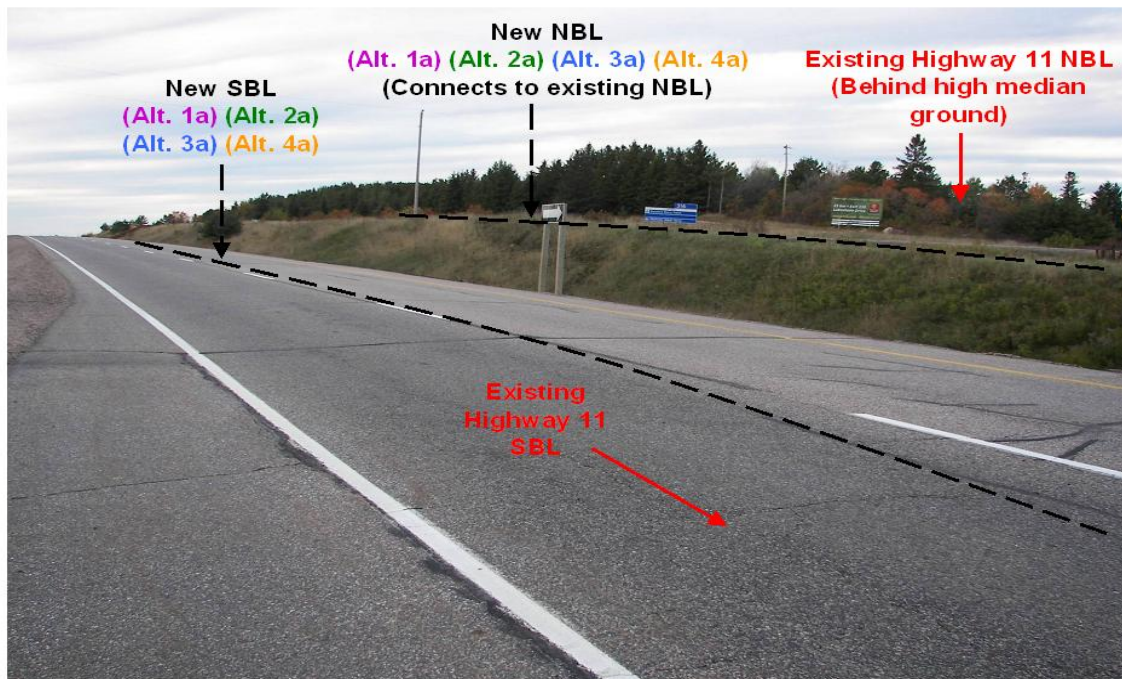 New NBL
(Alt. 1a) (Alt. 2a) (Alt. 3a) (Alt. 4a)
(Connects to existing NBL)
New SBL
(Alt. 1a) (Alt. 2a)
(Alt. 3a) (Alt. 4a)
Existing Highway 11 NBL
(Behind high median
ground)
Existing
Highway 11
SBL